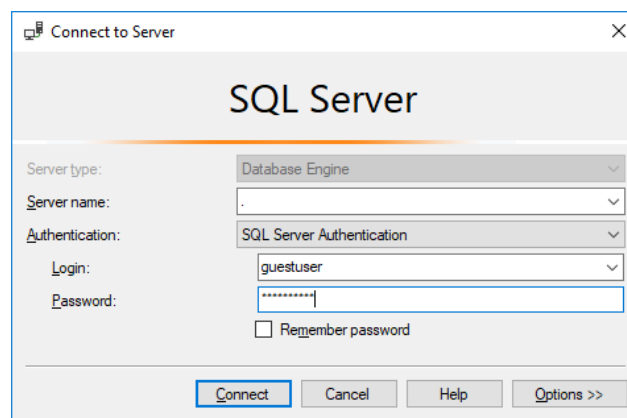 Connect to Server
SQL Server
Server type: Database Engine
Server name: .
Authentication: SQL Server Authentication
Login: guestuser
Password: **********
Remember password
Connect Cancel Help Options >>